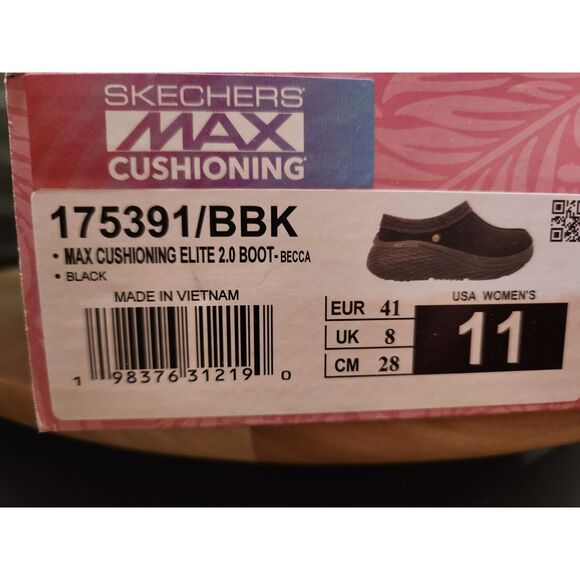 SKECHERS
MAX
CUSHIONING
175391/BBK
• MAX CUSHIONING ELITE 2.0 BOOT- BECCA
• BLACK
MADE IN VIETNAM
1 98376 31219 0
EUR 41
UK 8
CM 28
USA WOMEN'S
11